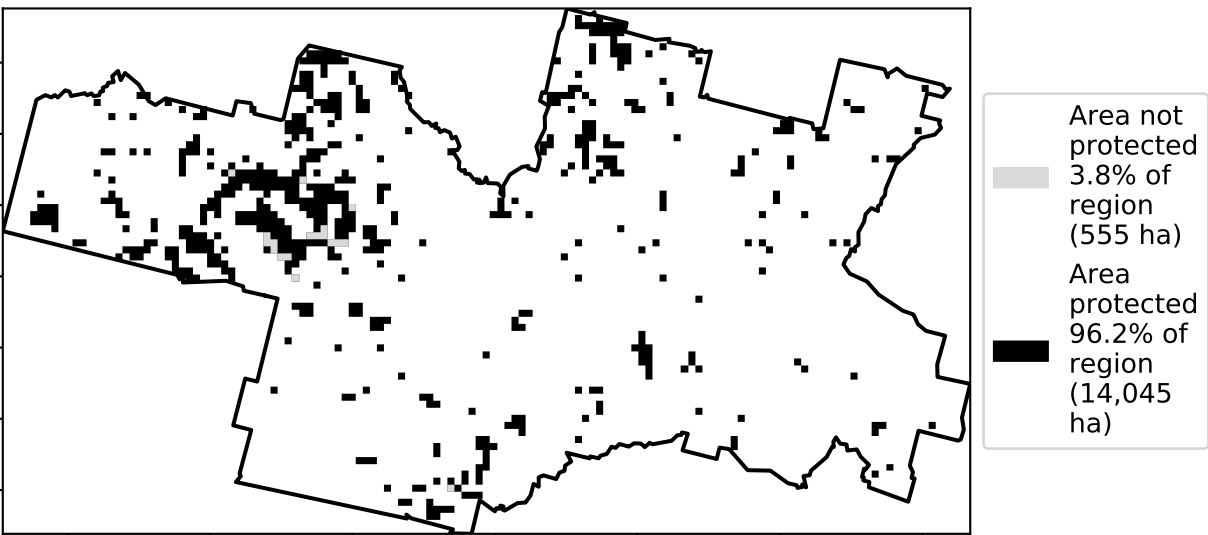 Area not
protected
3.8% of
region
(555 ha)
Area
protected
96.2% of
region
(14,045
ha)